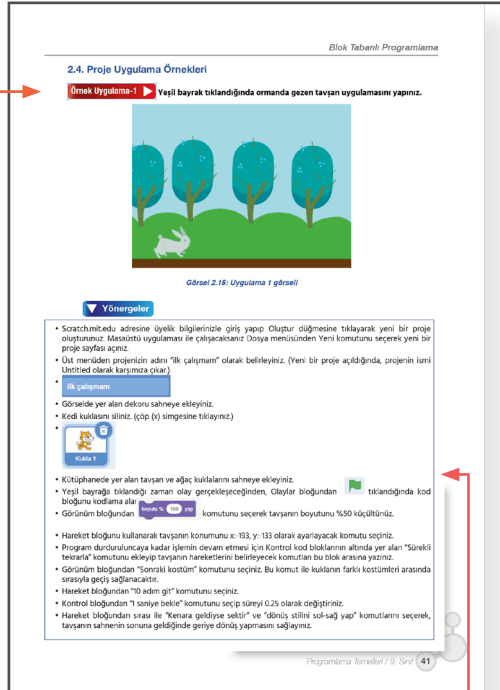 Blok Tabanlı Programlama
2.4. Proje Uygulama Örnekleri
Örnek Uygulama-1 Yeşil bayrak tıklandığında ormanda gezen tavşan uygulamasını yapınız.
Görsel 2.15: Uygulama 1 görseli
Yönergeler
• Scratch.mit.edu adresine üyelik bilgilerinizle giriş yapıp Oluştur düğmesine tıklayarak yeni bir proje
oluşturunuz. Masaüstü uygulaması ile çalışacaksanız Dosya menüsünden Yeni komutunu seçerek yeni bir
proje sayfası açınız.
• Üst menüden projenizin adını "ilk çalışmam" olarak belirleyiniz. (Yeni bir proje açıldığında, projenin ismi
Untitled olarak karşımıza çıkar.)
• ilk çalışmam
• Görselde yer alan dekoru sahneye ekleyiniz.
• Kedi kuklasını siliniz. (çöp (x) simgesine tıklayınız.)
• Kukla 1
• Kütüphanede yer alan tavşan ve ağaç kuklalarını sahneye ekleyiniz.
• Yeşil bayrağa tıklandığı zaman olay gerçekleşeceğinden, Olaylar bloğundan tıklandığında kod
bloğunu kodlama alan
• Görünüm bloğundan boyutu % 100 yap komutunu seçerek tavşanın boyutunu %50 küçültünüz.
• Hareket bloğunu kullanarak tavşanın konumunu x:-193, y:-133 olarak ayarlayacak komutu seçiniz.
• Program durduruluncaya kadar işlemin devam etmesi için Kontrol kod bloklarının altında yer alan "Sürekli
tekrarla" komutunu ekleyip tavşanın hareketlerini belirleyecek komutları bu blok arasına yazınız.
• Görünüm bloğundan "Sonraki kostüm" komutunu seçiniz. Bu komut ile kuklanın farklı kostümleri arasında
sırasıyla geçiş sağlanacaktır.
• Hareket bloğundan "10 adım git" komutunu seçiniz.
• Kontrol bloğundan "1 saniye bekle" komutunu seçip süreyi 0.25 olarak değiştiriniz.
• Hareket bloğundan sırası ile "Kenara geldiyse sektir" ve "dönüş stilini sol-sağ yap" komutlarını seçerek,
tavşanın sahnenin sonuna geldiğinde geriye dönüş yapmasını sağlayınız.
Programlama Temelleri / 9. Sınıf 41